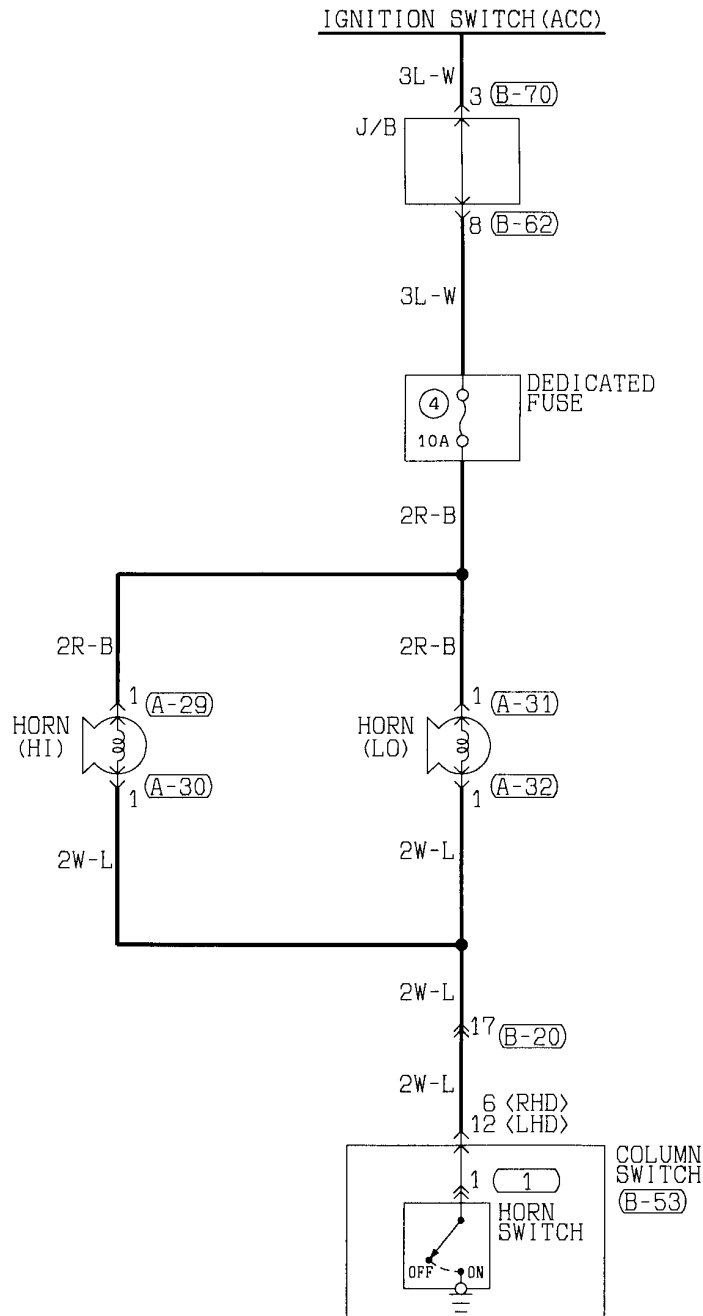 IGNITION SWITCH(ACC)
3L-W
3 (B-70)
J/B
8 (B-62)
3L-W
DEDICATED
FUSE
4
10A
2R-B
2R-B
2R-B
1 (A-29)
1 (A-31)
HORN
(HI)
HORN
(LO)
1 (A-30)
1 (A-32)
2W-L
2W-L
2W-L
17 (B-20)
2W-L
6 <RHD>
12 <LHD>
COLUMN
SWITCH
(B-53)
1 ( 1 )
HORN
SWITCH
OFF
ON